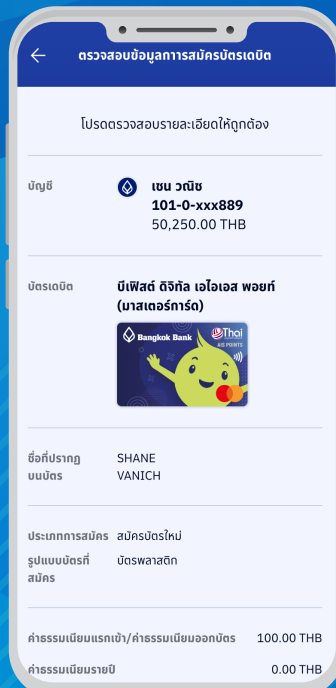 ตรวจสอบข้อมูลการสมัครบัตรเดบิต
โปรดตรวจสอบรายละเอียดให้ถูกต้อง
บัญชี
เชน วณิช
101-0-xxx889
50,250.00 THB
บัตรเดบิต
บีเฟิสต์ ดิจิทัล เอไอเอส พอยท์
(มาสเตอร์การ์ด)
Bangkok Bank
อุ่นใจThai
AIS POINTS
ชื่อที่ปรากฏ
บนบัตร
SHANE
VANICH
ประเภทการสมัคร สมัครบัตรใหม่
รูปแบบบัตรที่
สมัคร
บัตรพลาสติก
ค่าธรรมเนียมแรกเข้า/ค่าธรรมเนียมออกบัตร 100.00 THB
ค่าธรรมเนียมรายปี 0.00 THB